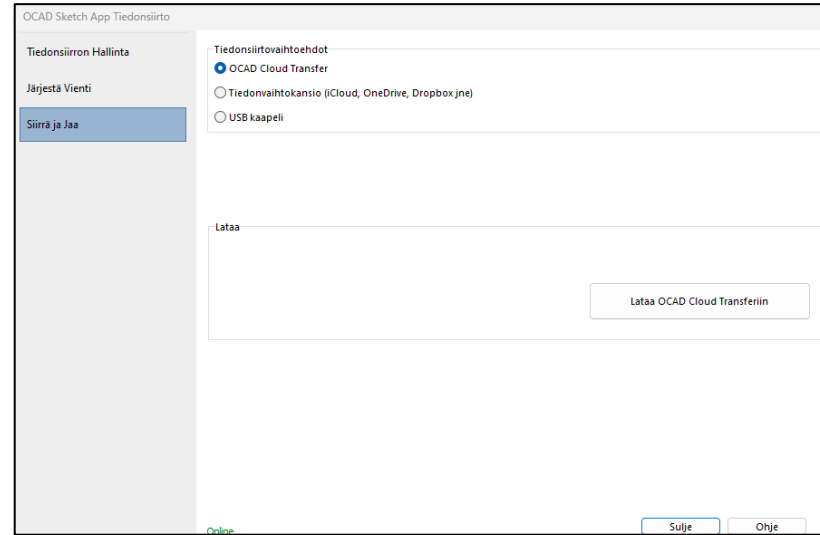 OCAD Sketch App Tiedonsiirto
Tiedonsiirron Hallinta
Järjestä Vienti
Siirrä ja Jaa
Tiedonsiirtovaihtoehdot
OCAD Cloud Transfer
Tiedonvaihtokansio (iCloud, OneDrive, Dropbox jne)
USB kaapeli
Lataa
Lataa OCAD Cloud Transferiin
Online
Sulje
Ohje